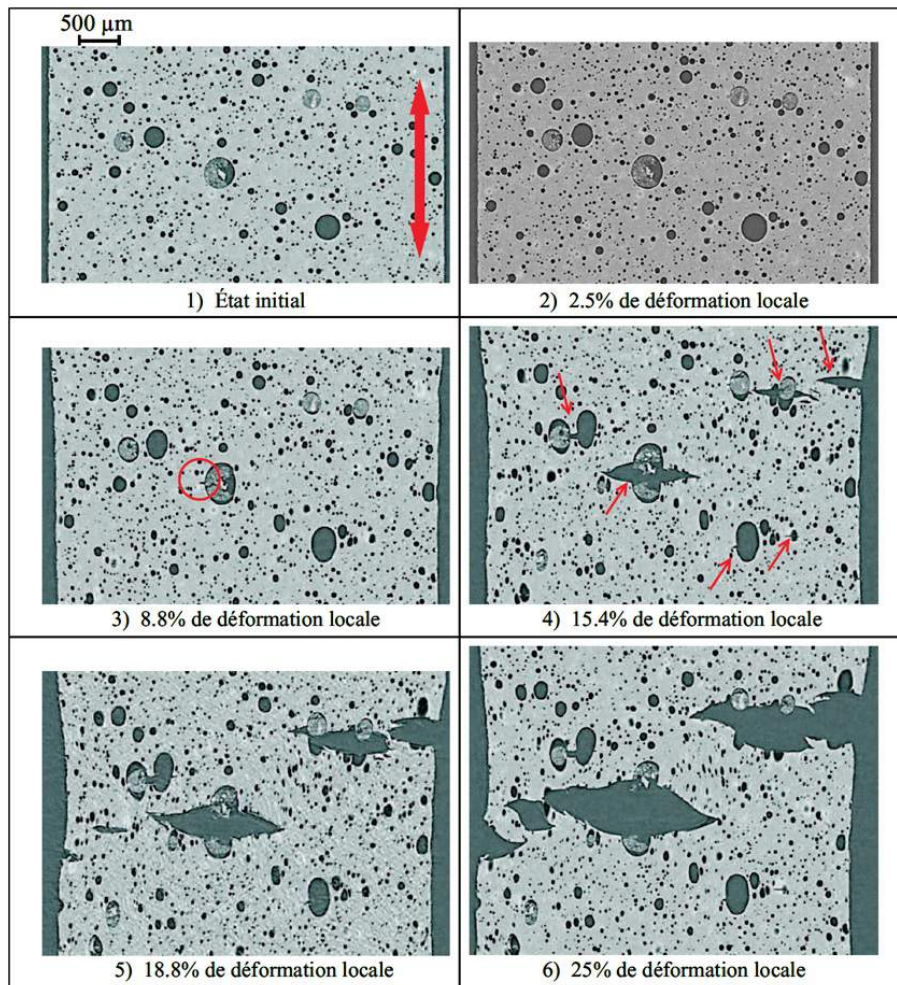 500 µm
1) État initial
2) 2.5% de déformation locale
3) 8.8% de déformation locale
4) 15.4% de déformation locale
5) 18.8% de déformation locale
6) 25% de déformation locale